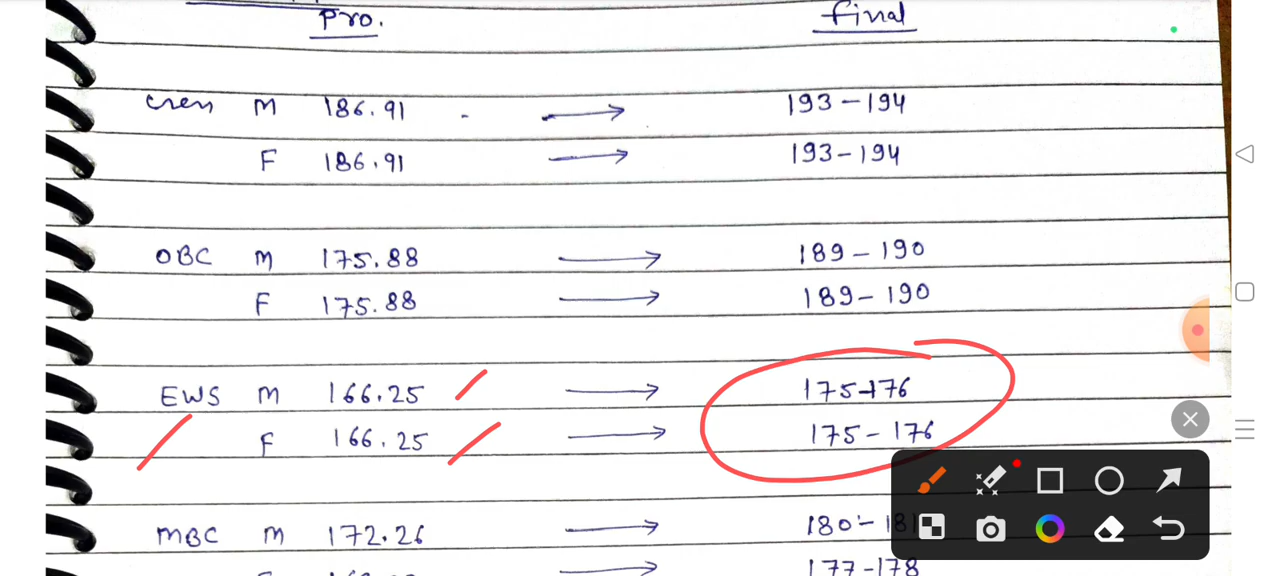 Pro. Final
Gen M 186.91 → 193-194
F 186.91 → 193-194
OBC M 175.88 → 189-190
F 175.88 → 189-190
EWS M 166.25 → 175-176
F 166.25 → 175-176
MBC M 172.26 → 180-181
→ 177-178